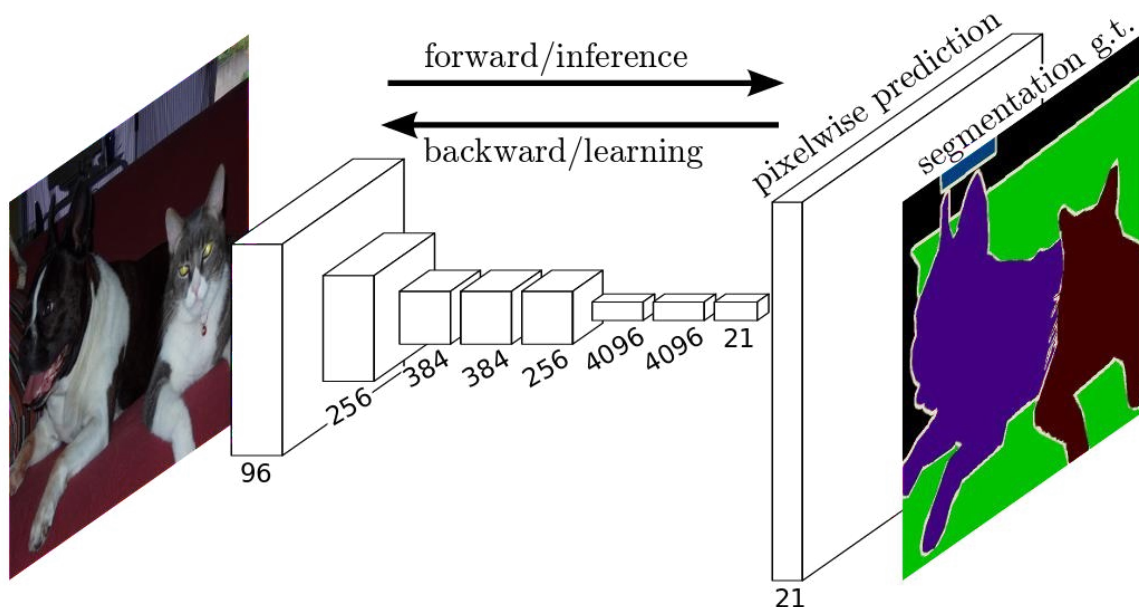 forward/inference
backward/learning
pixelwise prediction
segmentation g.t.
96
256
384
384
256
4096
4096
21
21